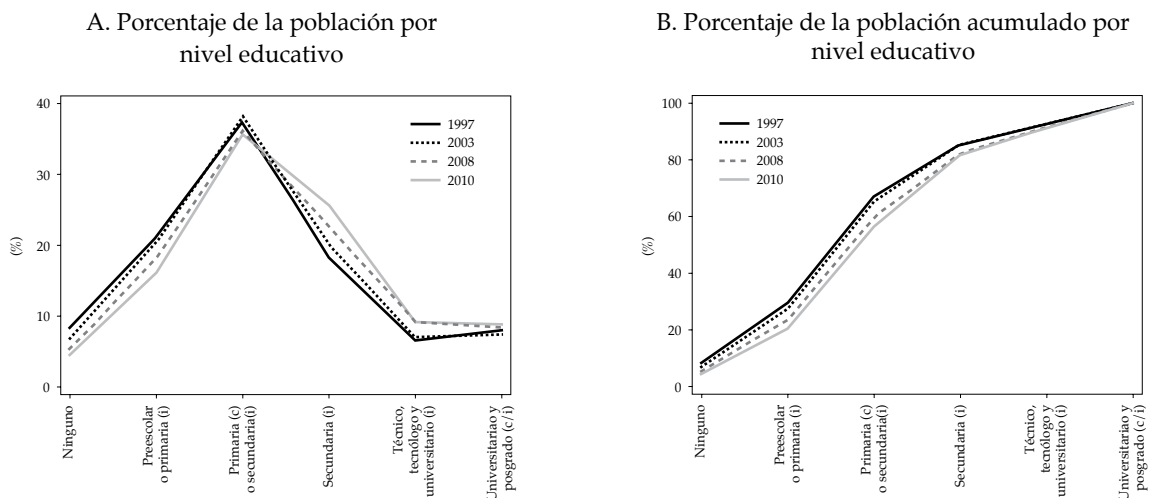 A. Porcentaje de la población por
nivel educativo
40
30
20
10
0
(%)
1997
2003
2008
2010
Ninguno
Preescolar
o primaria (i)
Primaria (c)
o secundaria(i)
Secundaria (i)
Técnico,
tecnólogo y
universitario (i)
Universitariao y
posgrado (c/i)
B. Porcentaje de la población acumulado por
nivel educativo
100
80
60
40
20
0
(%)
1997
2003
2008
2010
Ninguno
Preescolar
o primaria (i)
Primaria (c)
o secundaria(i)
Secundaria (i)
Técnico,
tecnólogo y
universitario (i)
Universitariao y
posgrado (c/i)